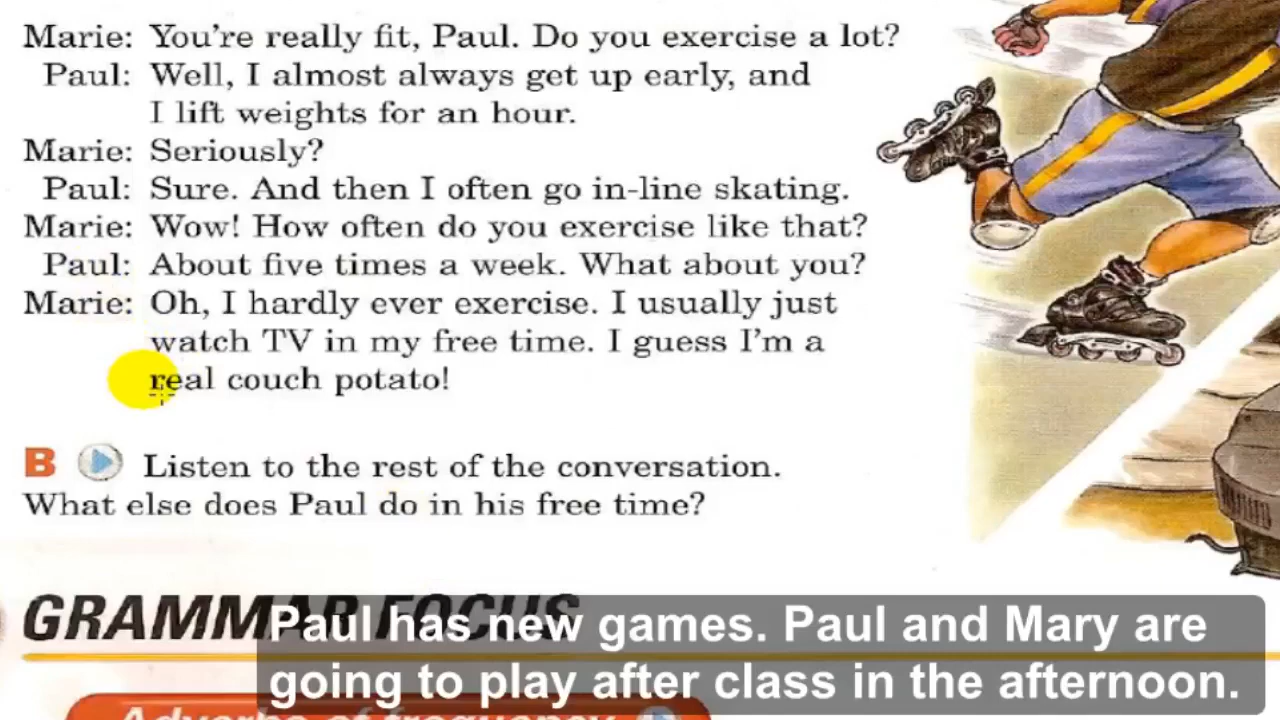 Marie: You're really fit, Paul. Do you exercise a lot?
Paul: Well, I almost always get up early, and
I lift weights for an hour.
Marie: Seriously?
Paul: Sure. And then I often go in-line skating.
Marie: Wow! How often do you exercise like that?
Paul: About five times a week. What about you?
Marie: Oh, I hardly ever exercise. I usually just
watch TV in my free time. I guess I'm a
real couch potato!
B Listen to the rest of the conversation.
What else does Paul do in his free time?
GRAMMAR FOCUS
Paul has new games. Paul and Mary are
going to play after class in the afternoon.
Adverbs of frequency